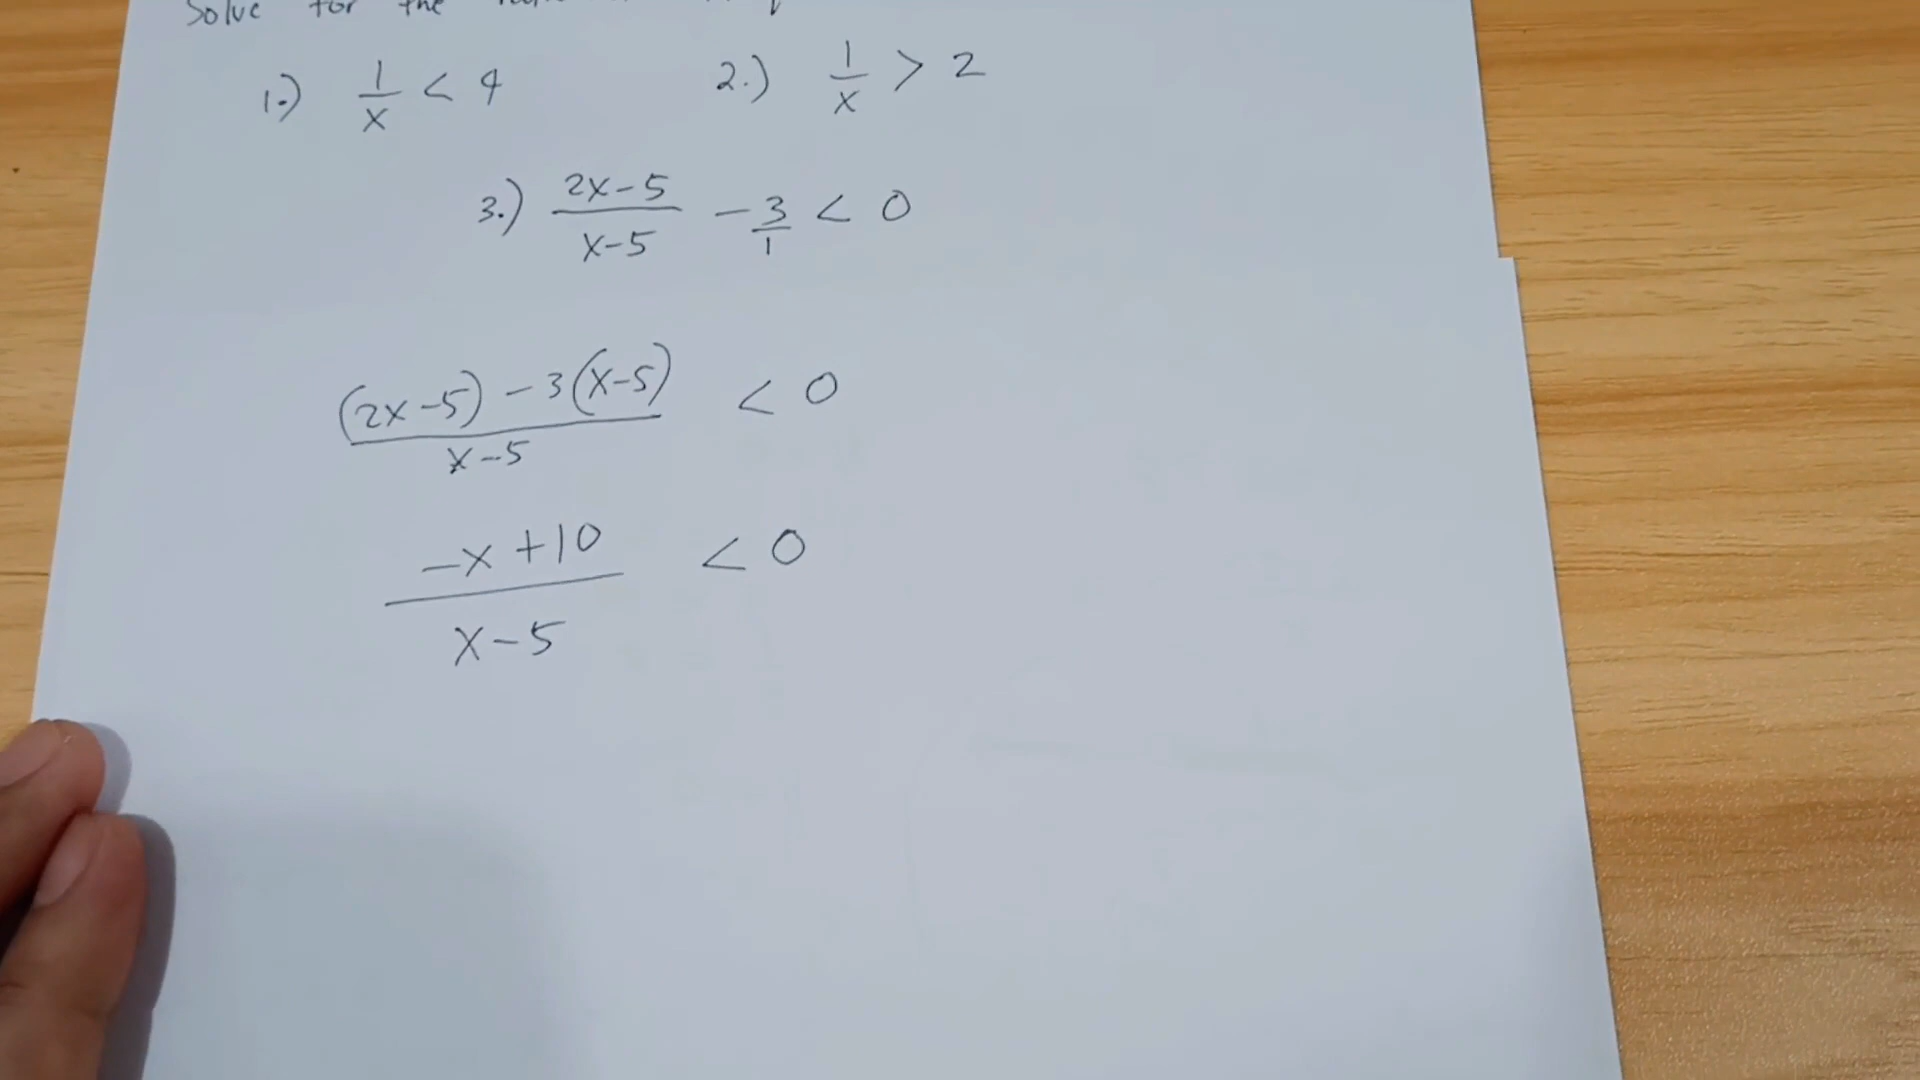 Solve for the
1.) 1/x < 4 2.) 1/x > 2
3.) (2x-5)/(x-5) - 3/1 < 0
((2x-5) - 3(x-5))/(x-5) < 0
(-x+10)/(x-5) < 0